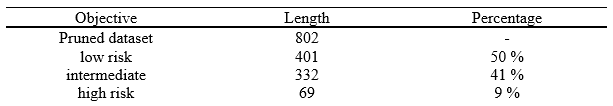 Objective Length Percentage
Pruned dataset 802 -
low risk 401 50 %
intermediate 332 41 %
high risk 69 9 %